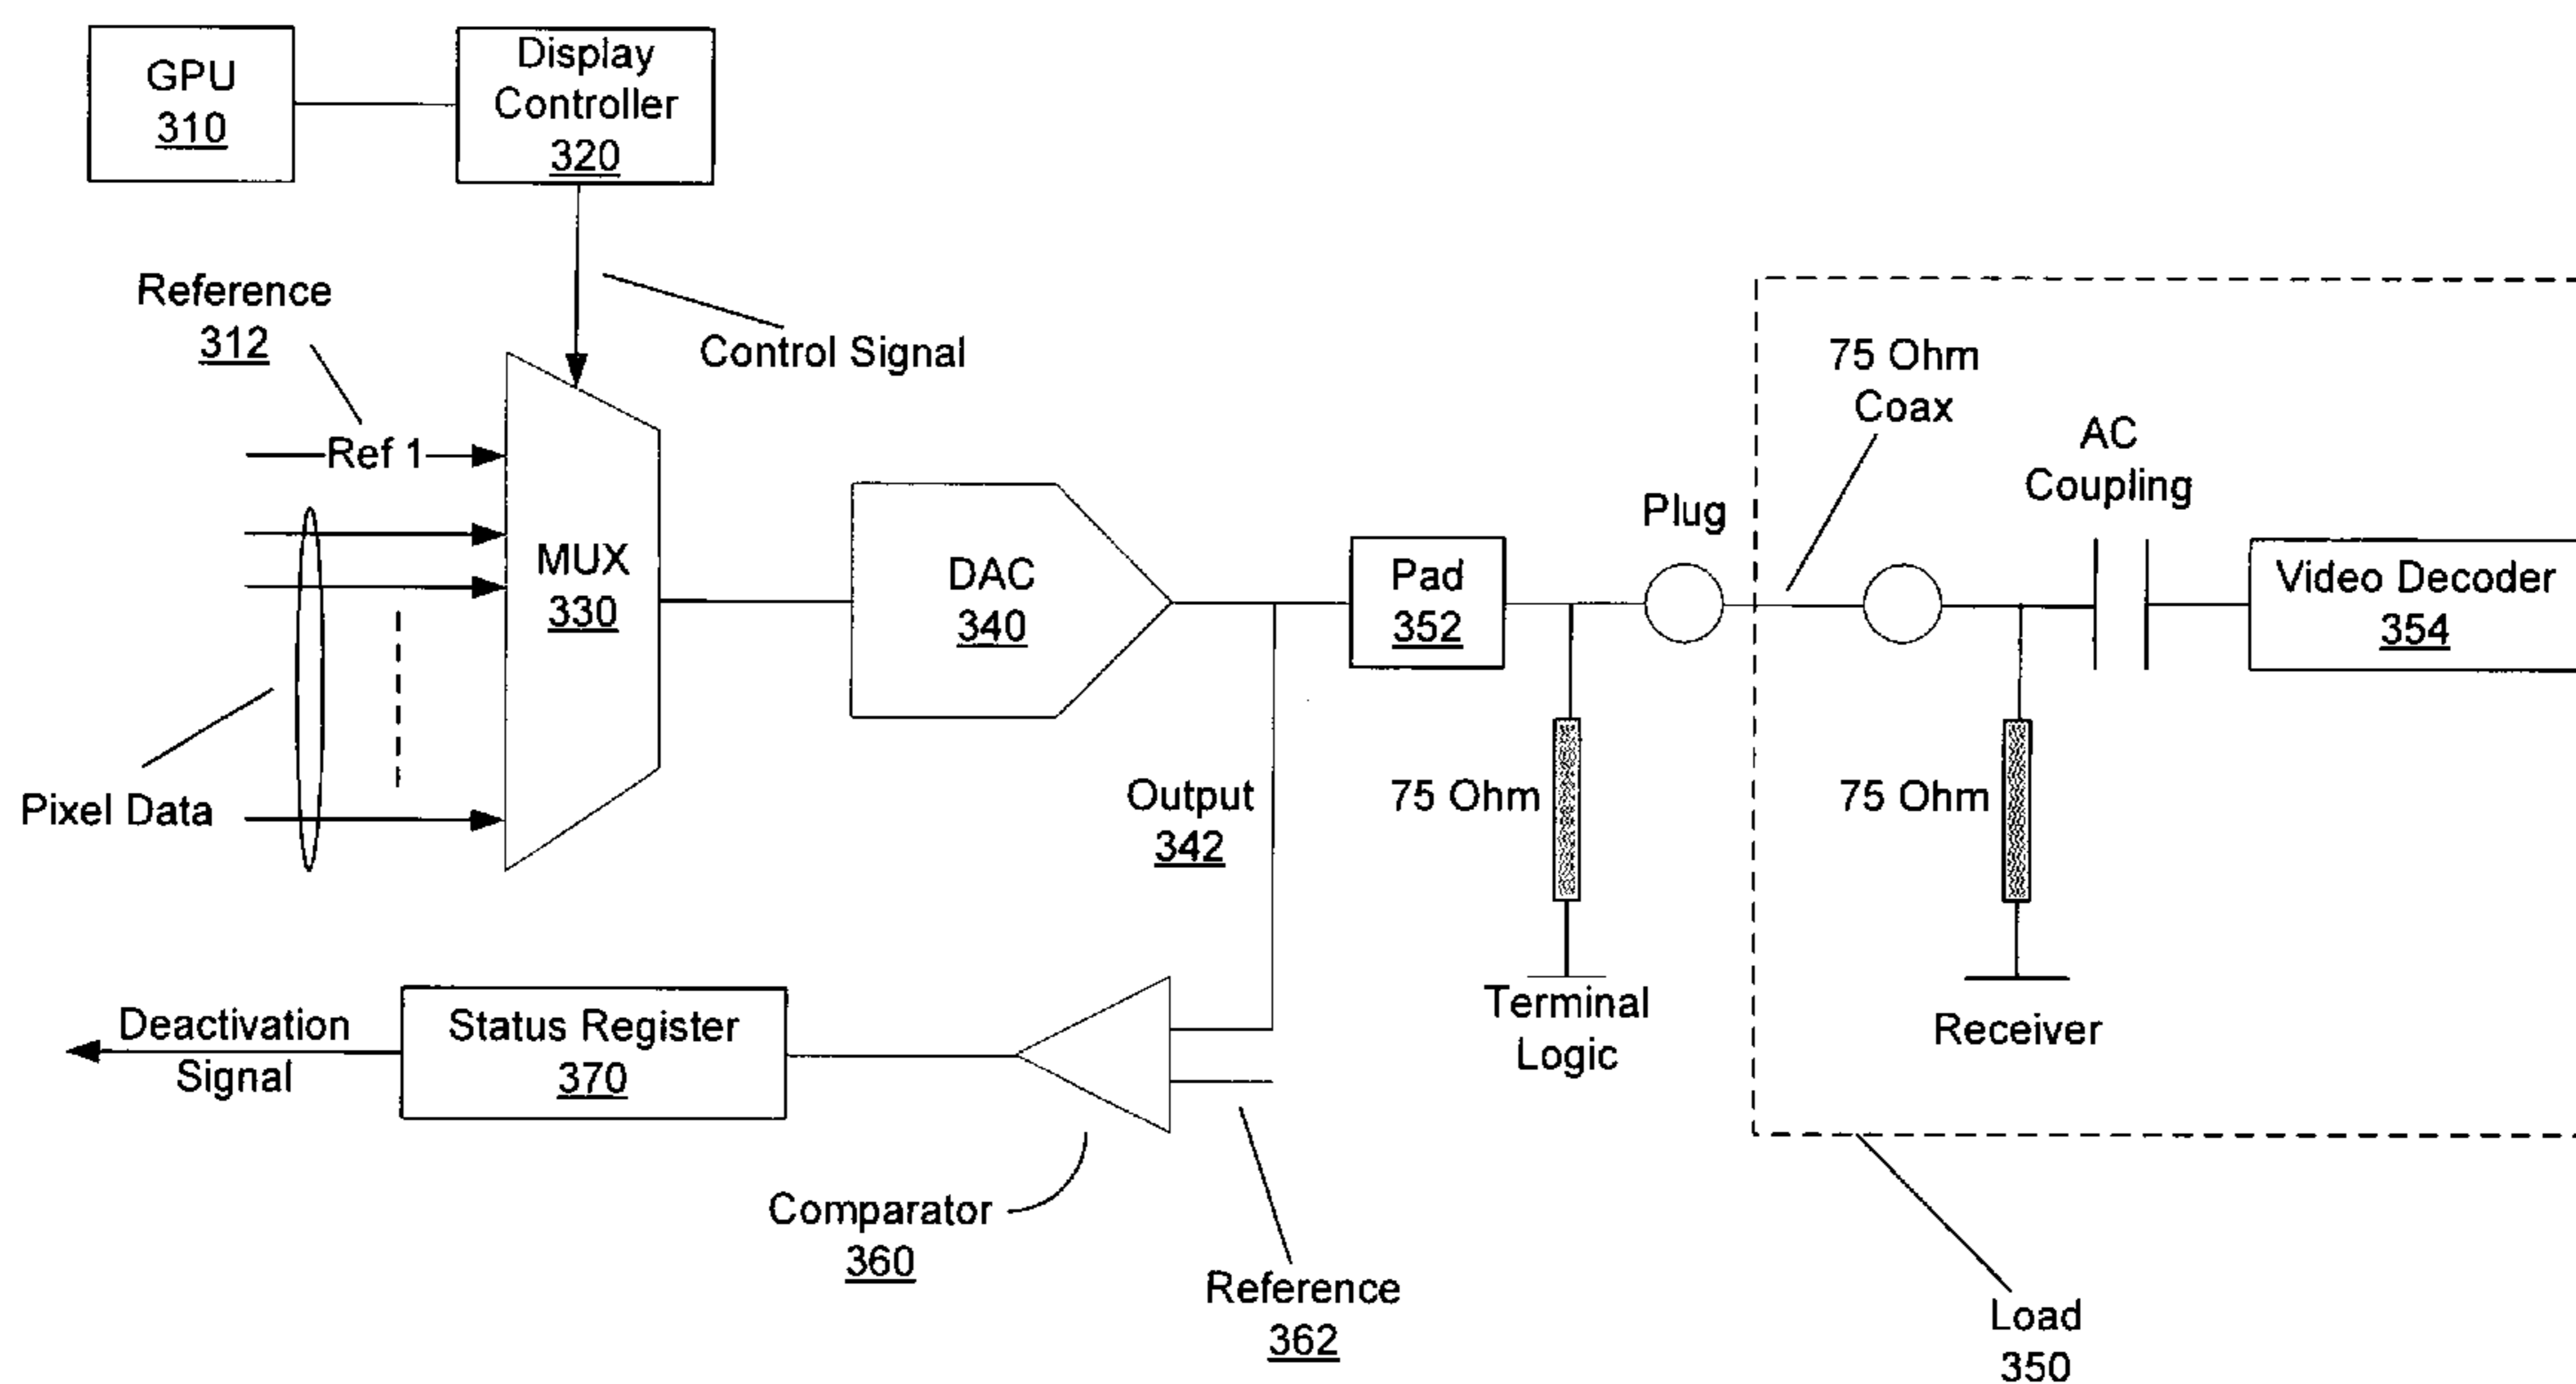 GPU
310
Display
Controller
320
Reference
312
Control Signal
Ref 1
75 Ohm
Coax
AC
Coupling
Plug
MUX
330
DAC
340
Pad
352
Video Decoder
354
Pixel Data
Output
342
75 Ohm
75 Ohm
Deactivation
Signal
Status Register
370
Terminal
Logic
Receiver
Comparator
360
Reference
362
Load
350